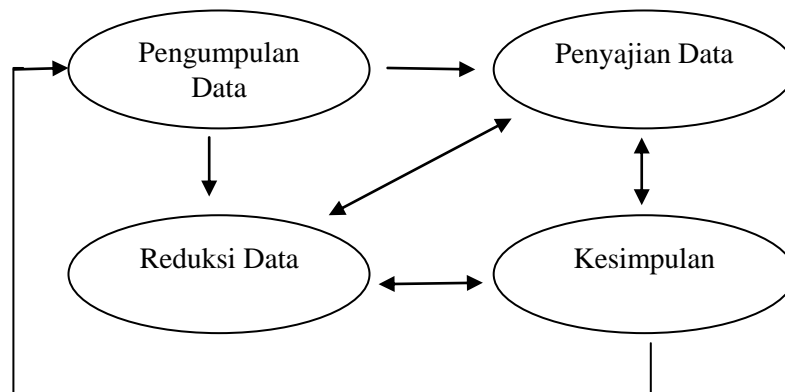 Pengumpulan
Data
Penyajian Data
Reduksi Data
Kesimpulan